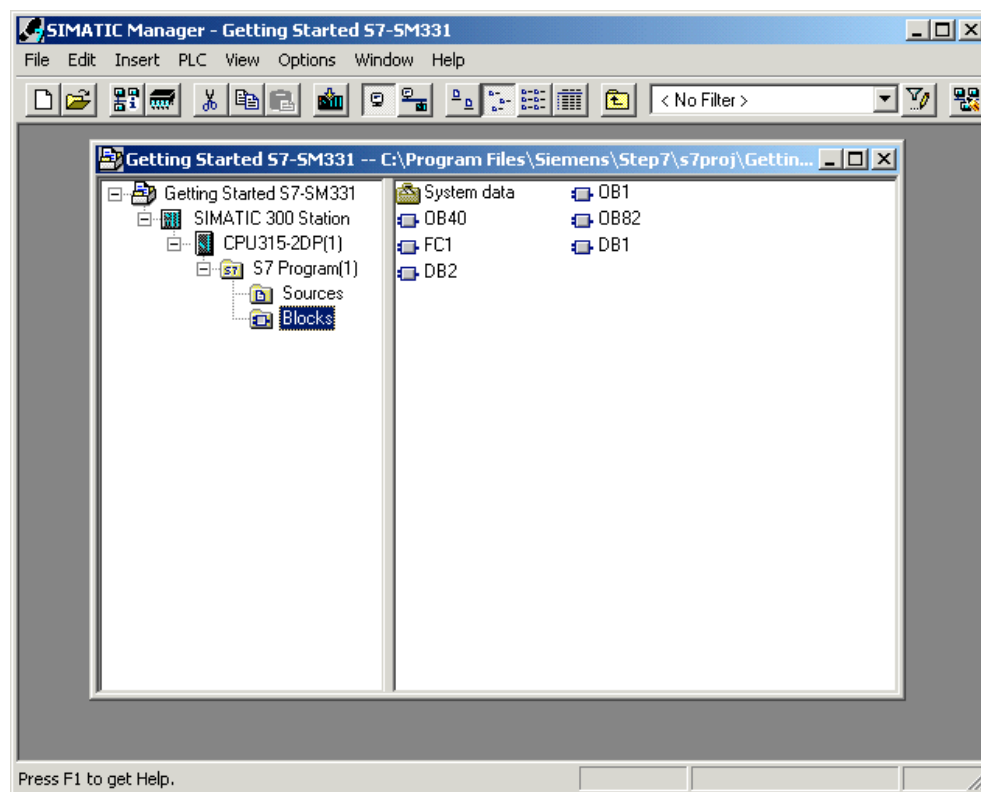 SIMATIC Manager - Getting Started S7-SM331
File Edit Insert PLC View Options Window Help
< No Filter >
Getting Started S7-SM331 -- C:\Program Files\Siemens\Step7\s7proj\Gettin...
Getting Started S7-SM331
SIMATIC 300 Station
CPU315-2DP(1)
S7 Program(1)
Sources
Blocks
System data OB1
OB40 OB82
FC1 DB1
DB2
Press F1 to get Help.